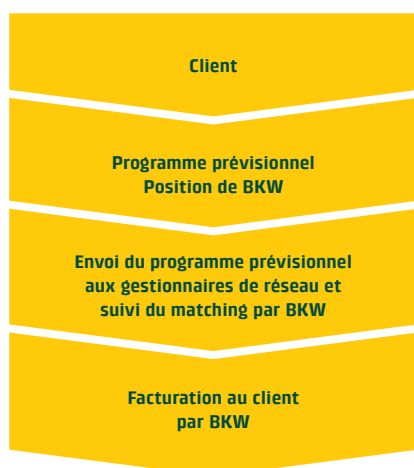 Client
Programme prévisionnel
Position de BKW
Envoi du programme prévisionnel
aux gestionnaires de réseau et
suivi du matching par BKW
Facturation au client
par BKW